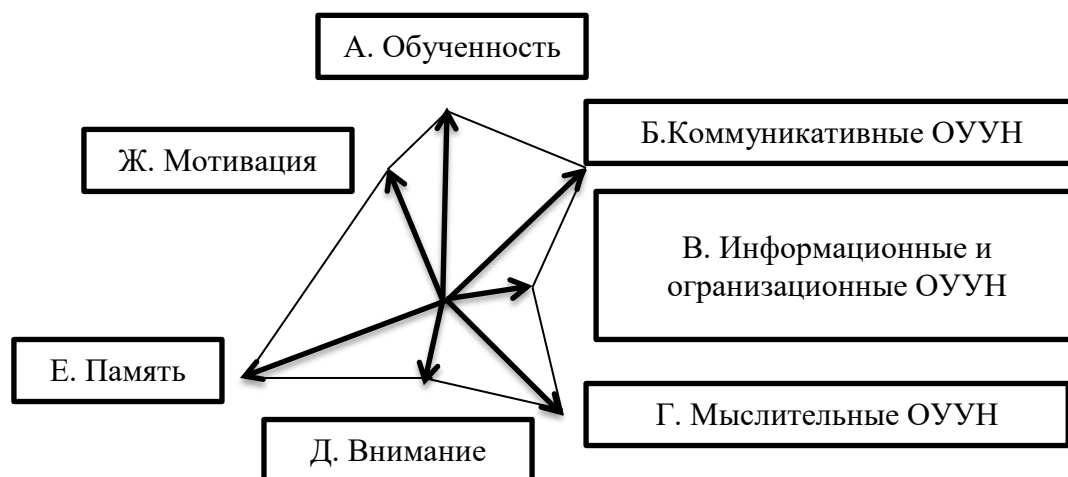 А. Обученность
Б.Коммуникативные ОУУН
Ж. Мотивация
В. Информационные и
огранизационные ОУУН
Е. Память
Г. Мыслительные ОУУН
Д. Внимание